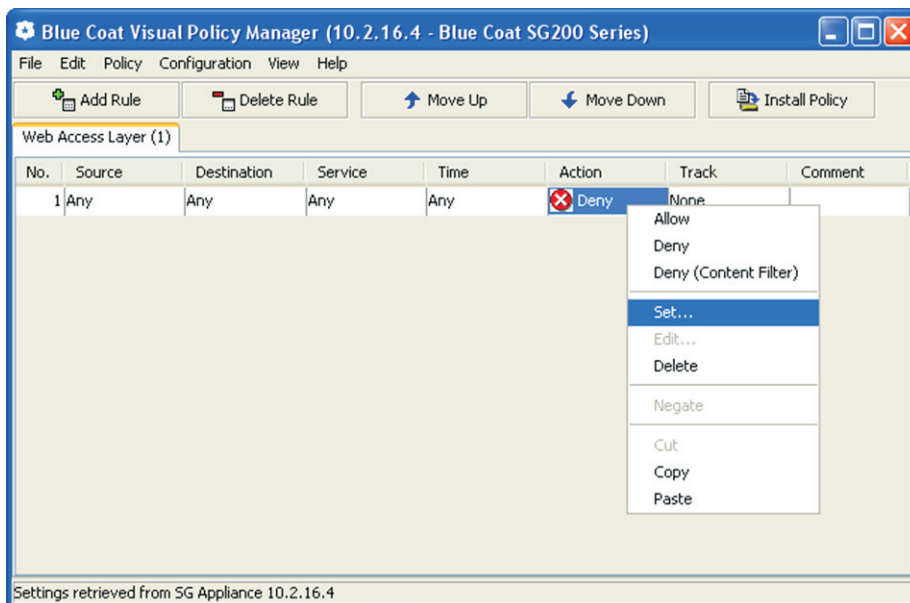 Blue Coat Visual Policy Manager (10.2.16.4 - Blue Coat SG200 Series)
File Edit Policy Configuration View Help
Add Rule Delete Rule Move Up Move Down Install Policy
Web Access Layer (1)
No. Source Destination Service Time Action Track Comment
1 Any Any Any Any Deny None
Allow
Deny
Deny (Content Filter)
Set...
Edit...
Delete
Negate
Cut
Copy
Paste
Settings retrieved from SG Appliance 10.2.16.4